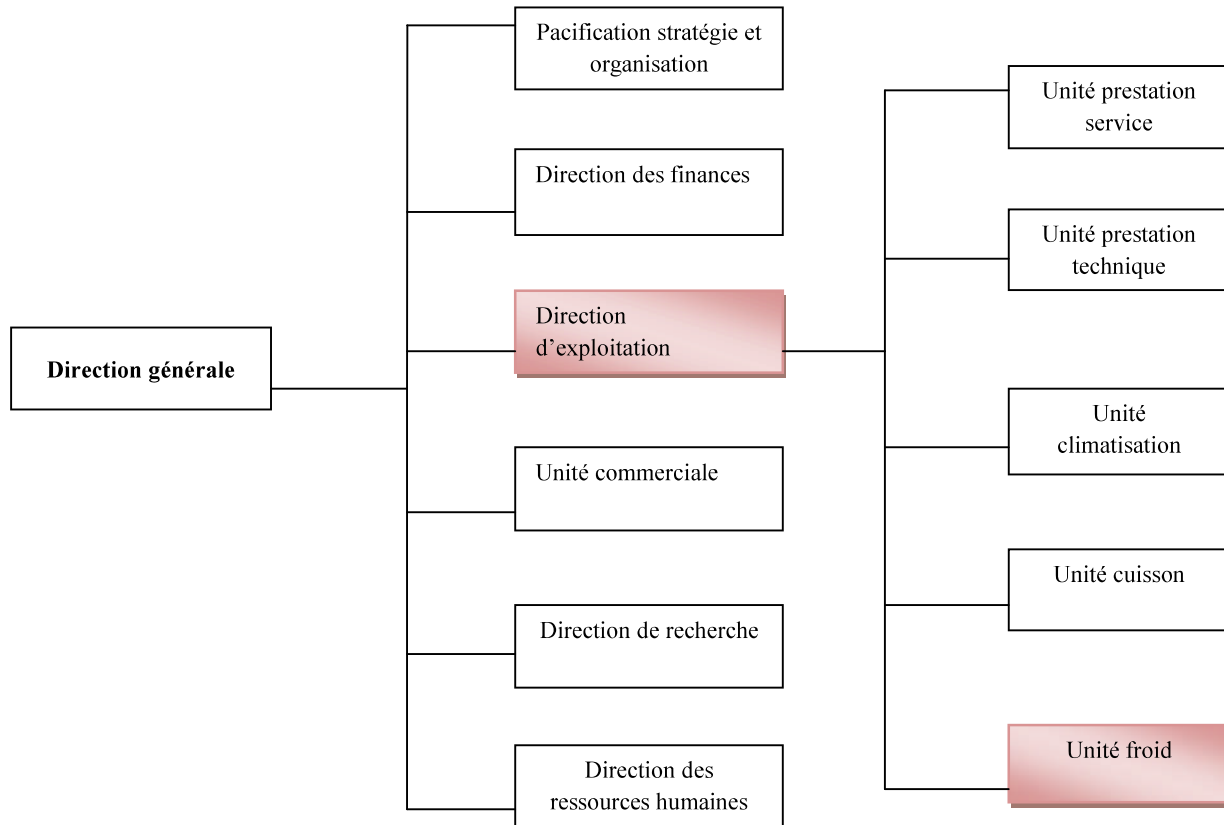 Direction générale
Pacification stratégie et
organisation
Direction des finances
Direction
d’exploitation
Unité commerciale
Direction de recherche
Direction des
ressources humaines
Unité prestation
service
Unité prestation
technique
Unité
climatisation
Unité cuisson
Unité froid